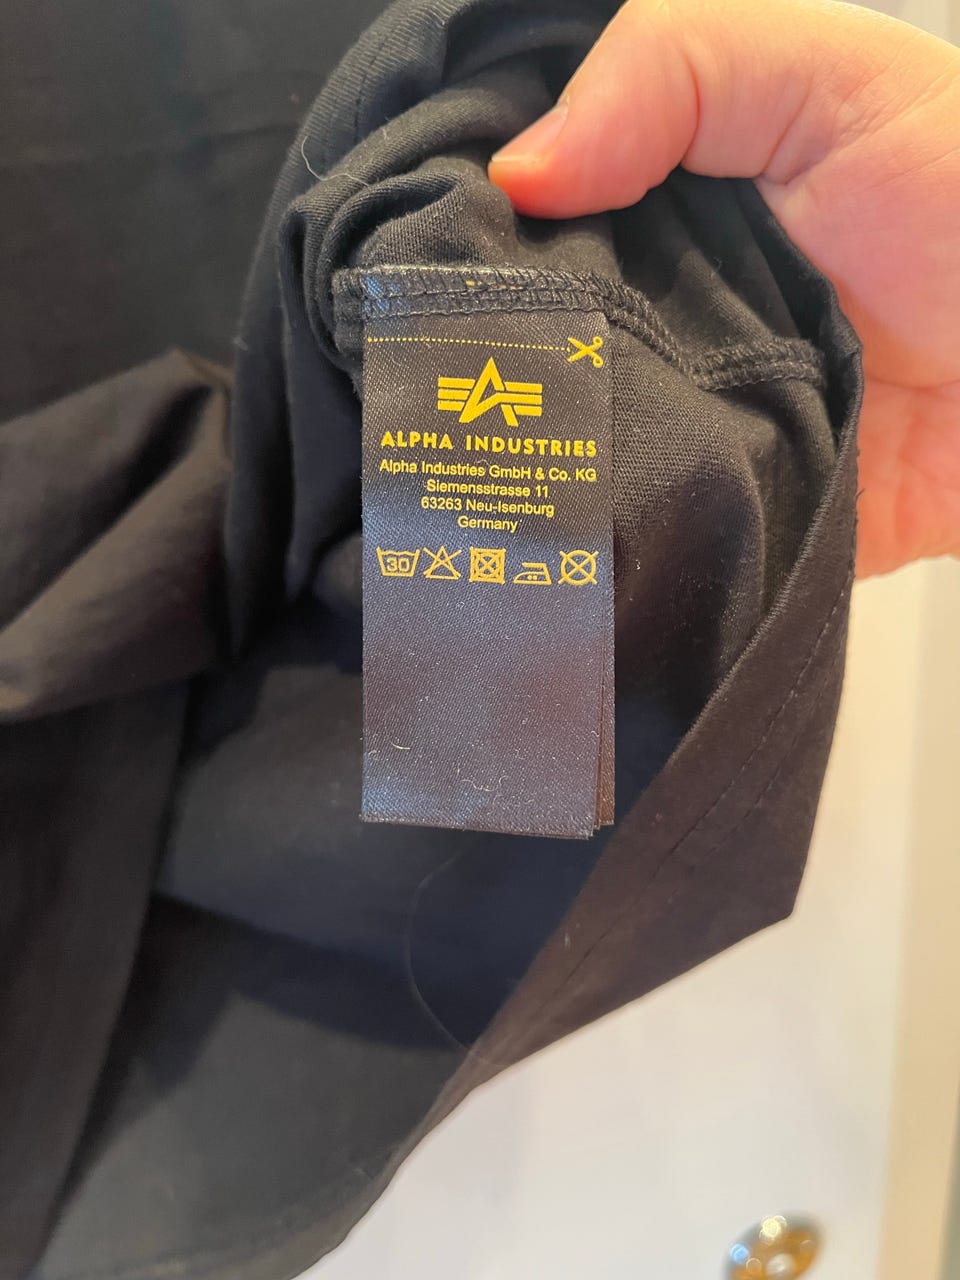 ALPHA INDUSTRIES
Alpha Industries GmbH & Co. KG
Siemensstrasse 11
63263 Neu-Isenburg
Germany
30